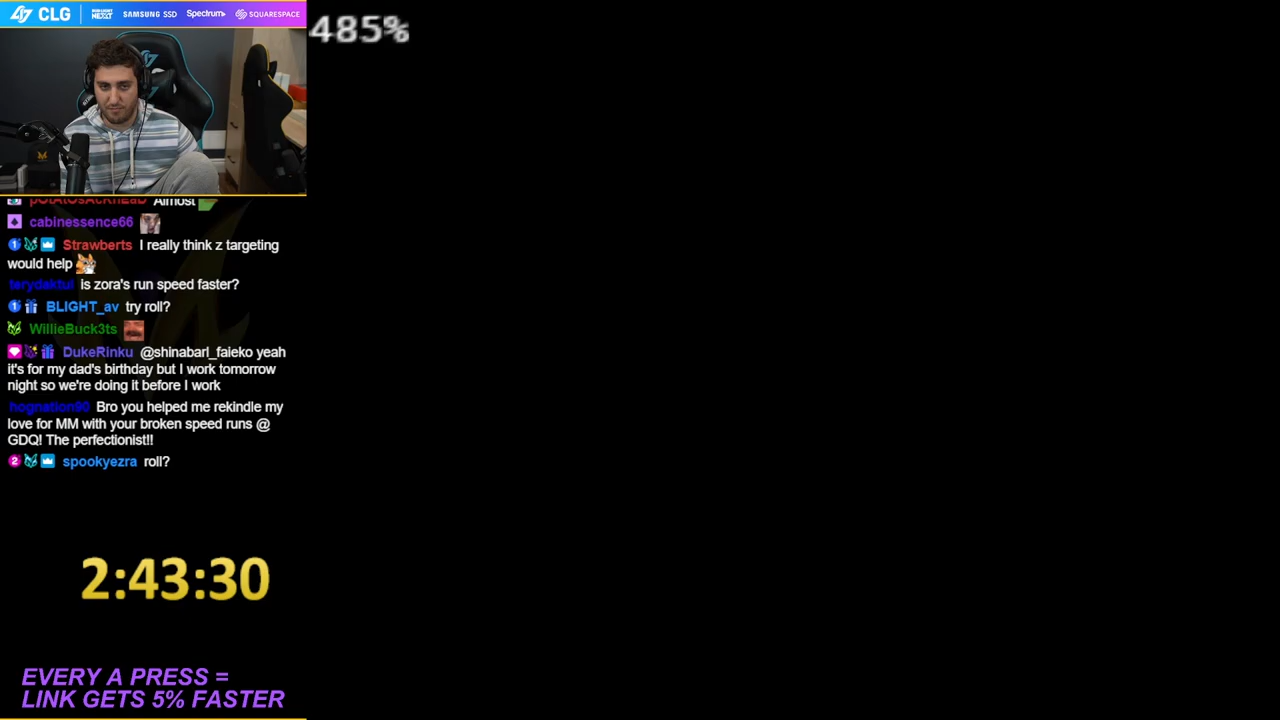 CLG
SAMSUNG SSD
Spectrum
SQUARESPACE
485%
Almost
cabinessence66
Strawberts I really think z targeting
would help
is zora's run speed faster?
BLIGHT_av try roll?
WillieBuck3ts
DukeRinku @shinabarl_faieko yeah
it's for my dad's birthday but I work tomorrow
night so we're doing it before I work
hognation90 Bro you helped me rekindle my
love for MM with your broken speed runs @
GDQ! The perfectionist!!
spookyezra roll?
2:43:30
EVERY A PRESS =
LINK GETS 5% FASTER